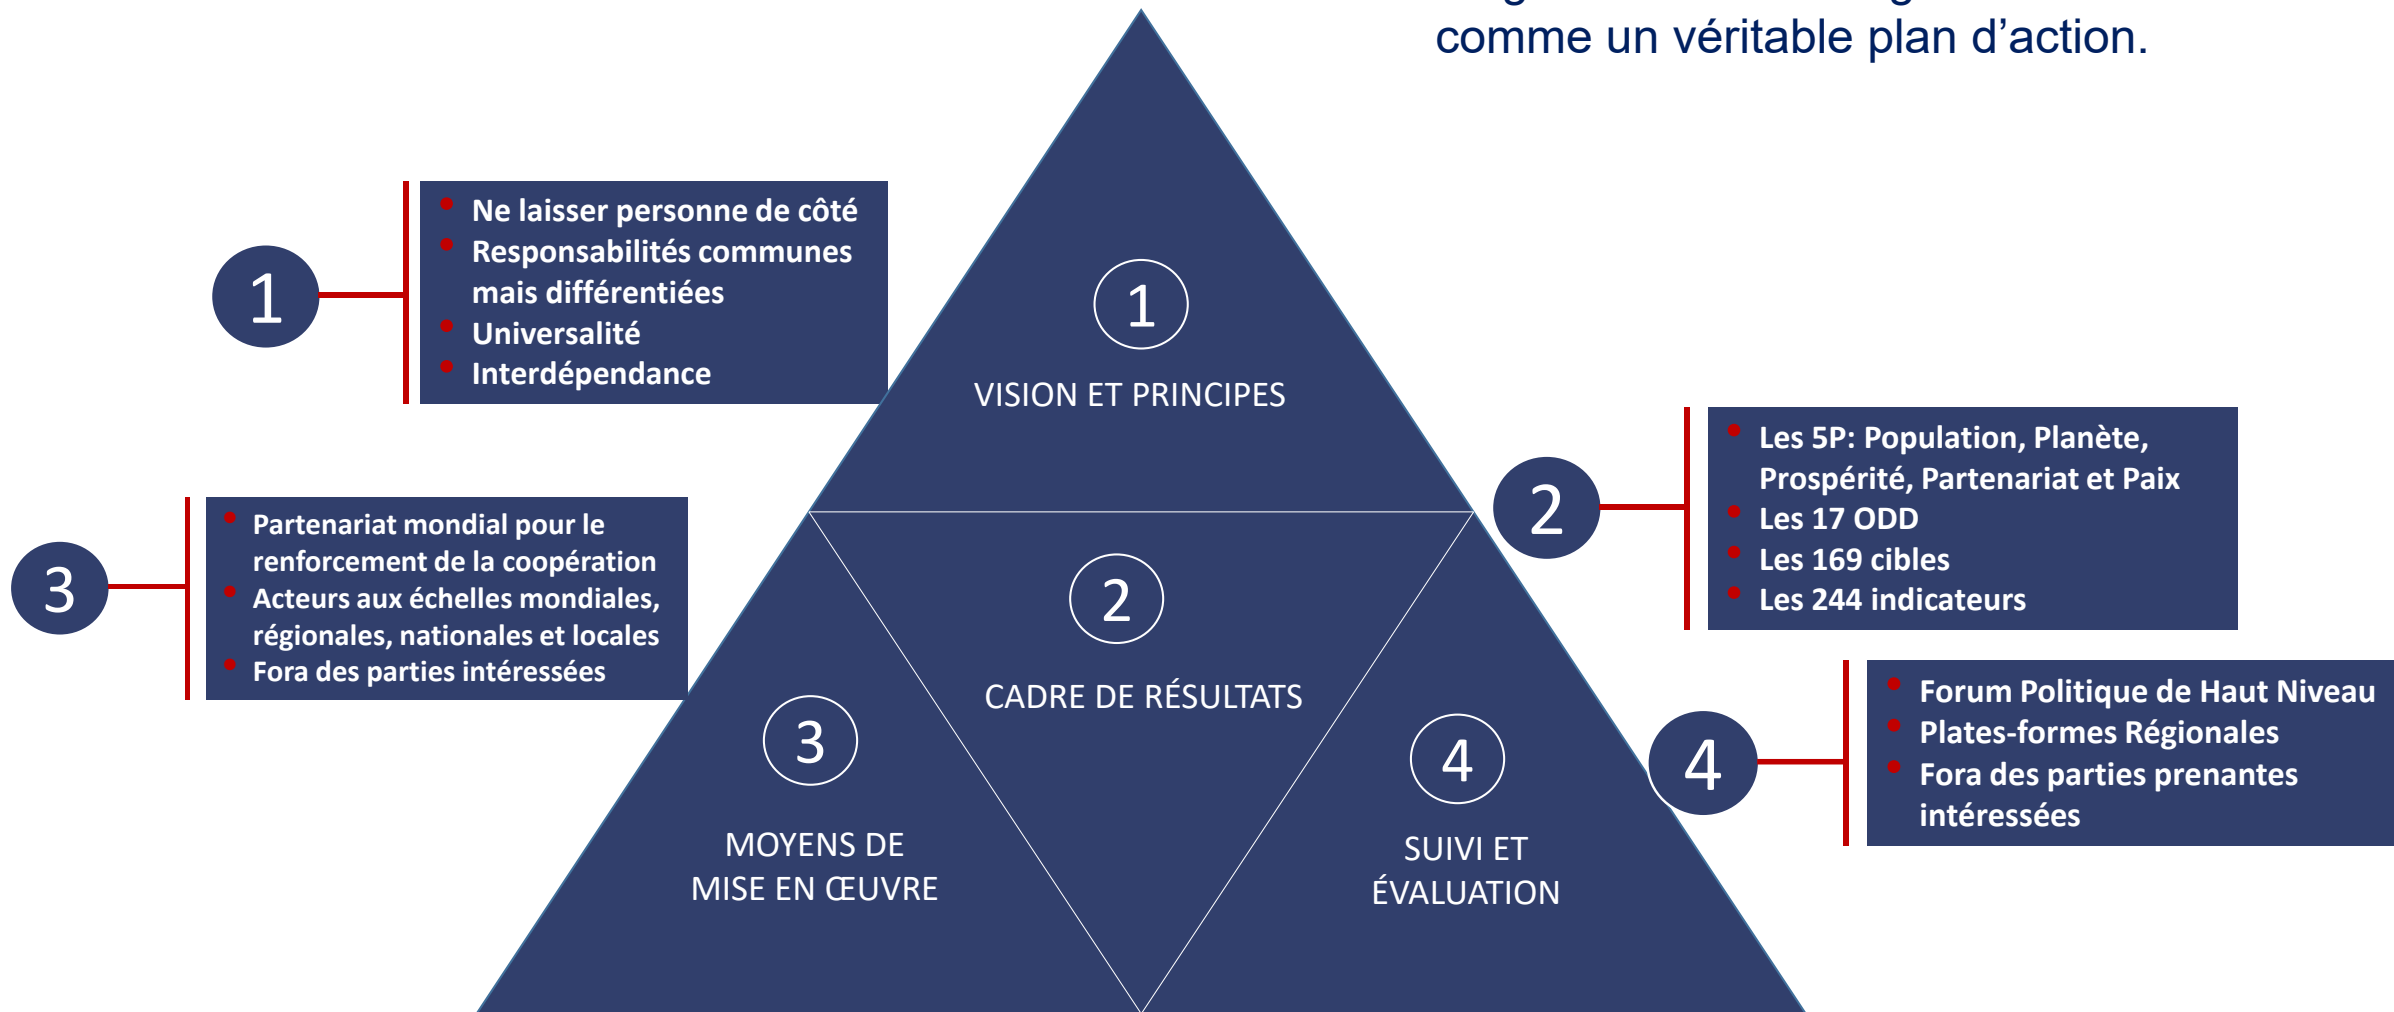 comme un véritable plan d'action.
1
• Ne laisser personne de côté
• Responsabilités communes
mais différentiées
• Universalité
• Interdépendance
1
VISION ET PRINCIPES
2
• Les 5P: Population, Planète,
Prospérité, Partenariat et Paix
• Les 17 ODD
• Les 169 cibles
• Les 244 indicateurs
3
• Partenariat mondial pour le
renforcement de la coopération
• Acteurs aux échelles mondiales,
régionales, nationales et locales
• Fora des parties intéressées
2
CADRE DE RÉSULTATS
3
MOYENS DE
MISE EN ŒUVRE
4
SUIVI ET
ÉVALUATION
4
• Forum Politique de Haut Niveau
• Plates-formes Régionales
• Fora des parties prenantes
intéressées